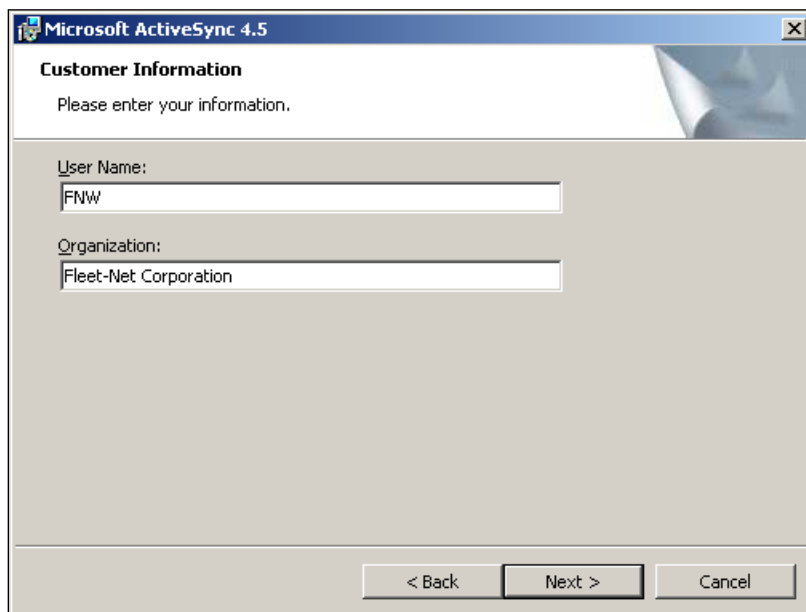 Microsoft ActiveSync 4.5
Customer Information
Please enter your information.
User Name:
FNW
Organization:
Fleet-Net Corporation
< Back Next > Cancel